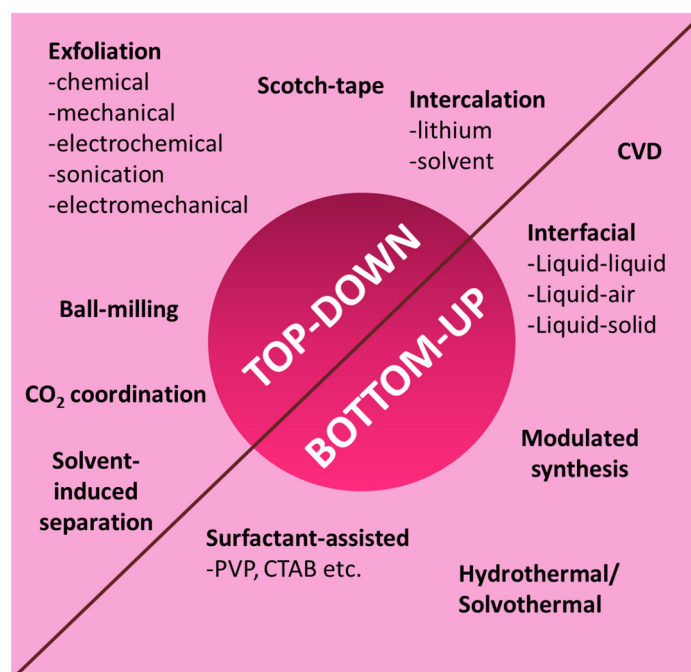 Exfoliation
-chemical
-mechanical
-electrochemical
-sonication
-electromechanical
Scotch-tape
Intercalation
-lithium
-solvent
CVD
Interfacial
-Liquid-liquid
-Liquid-air
-Liquid-solid
Ball-milling
TOP-DOWN
BOTTOM-UP
CO₂ coordination
Solvent-
induced
separation
Modulated
synthesis
Surfactant-assisted
-PVP, CTAB etc.
Hydrothermal/
Solvothermal